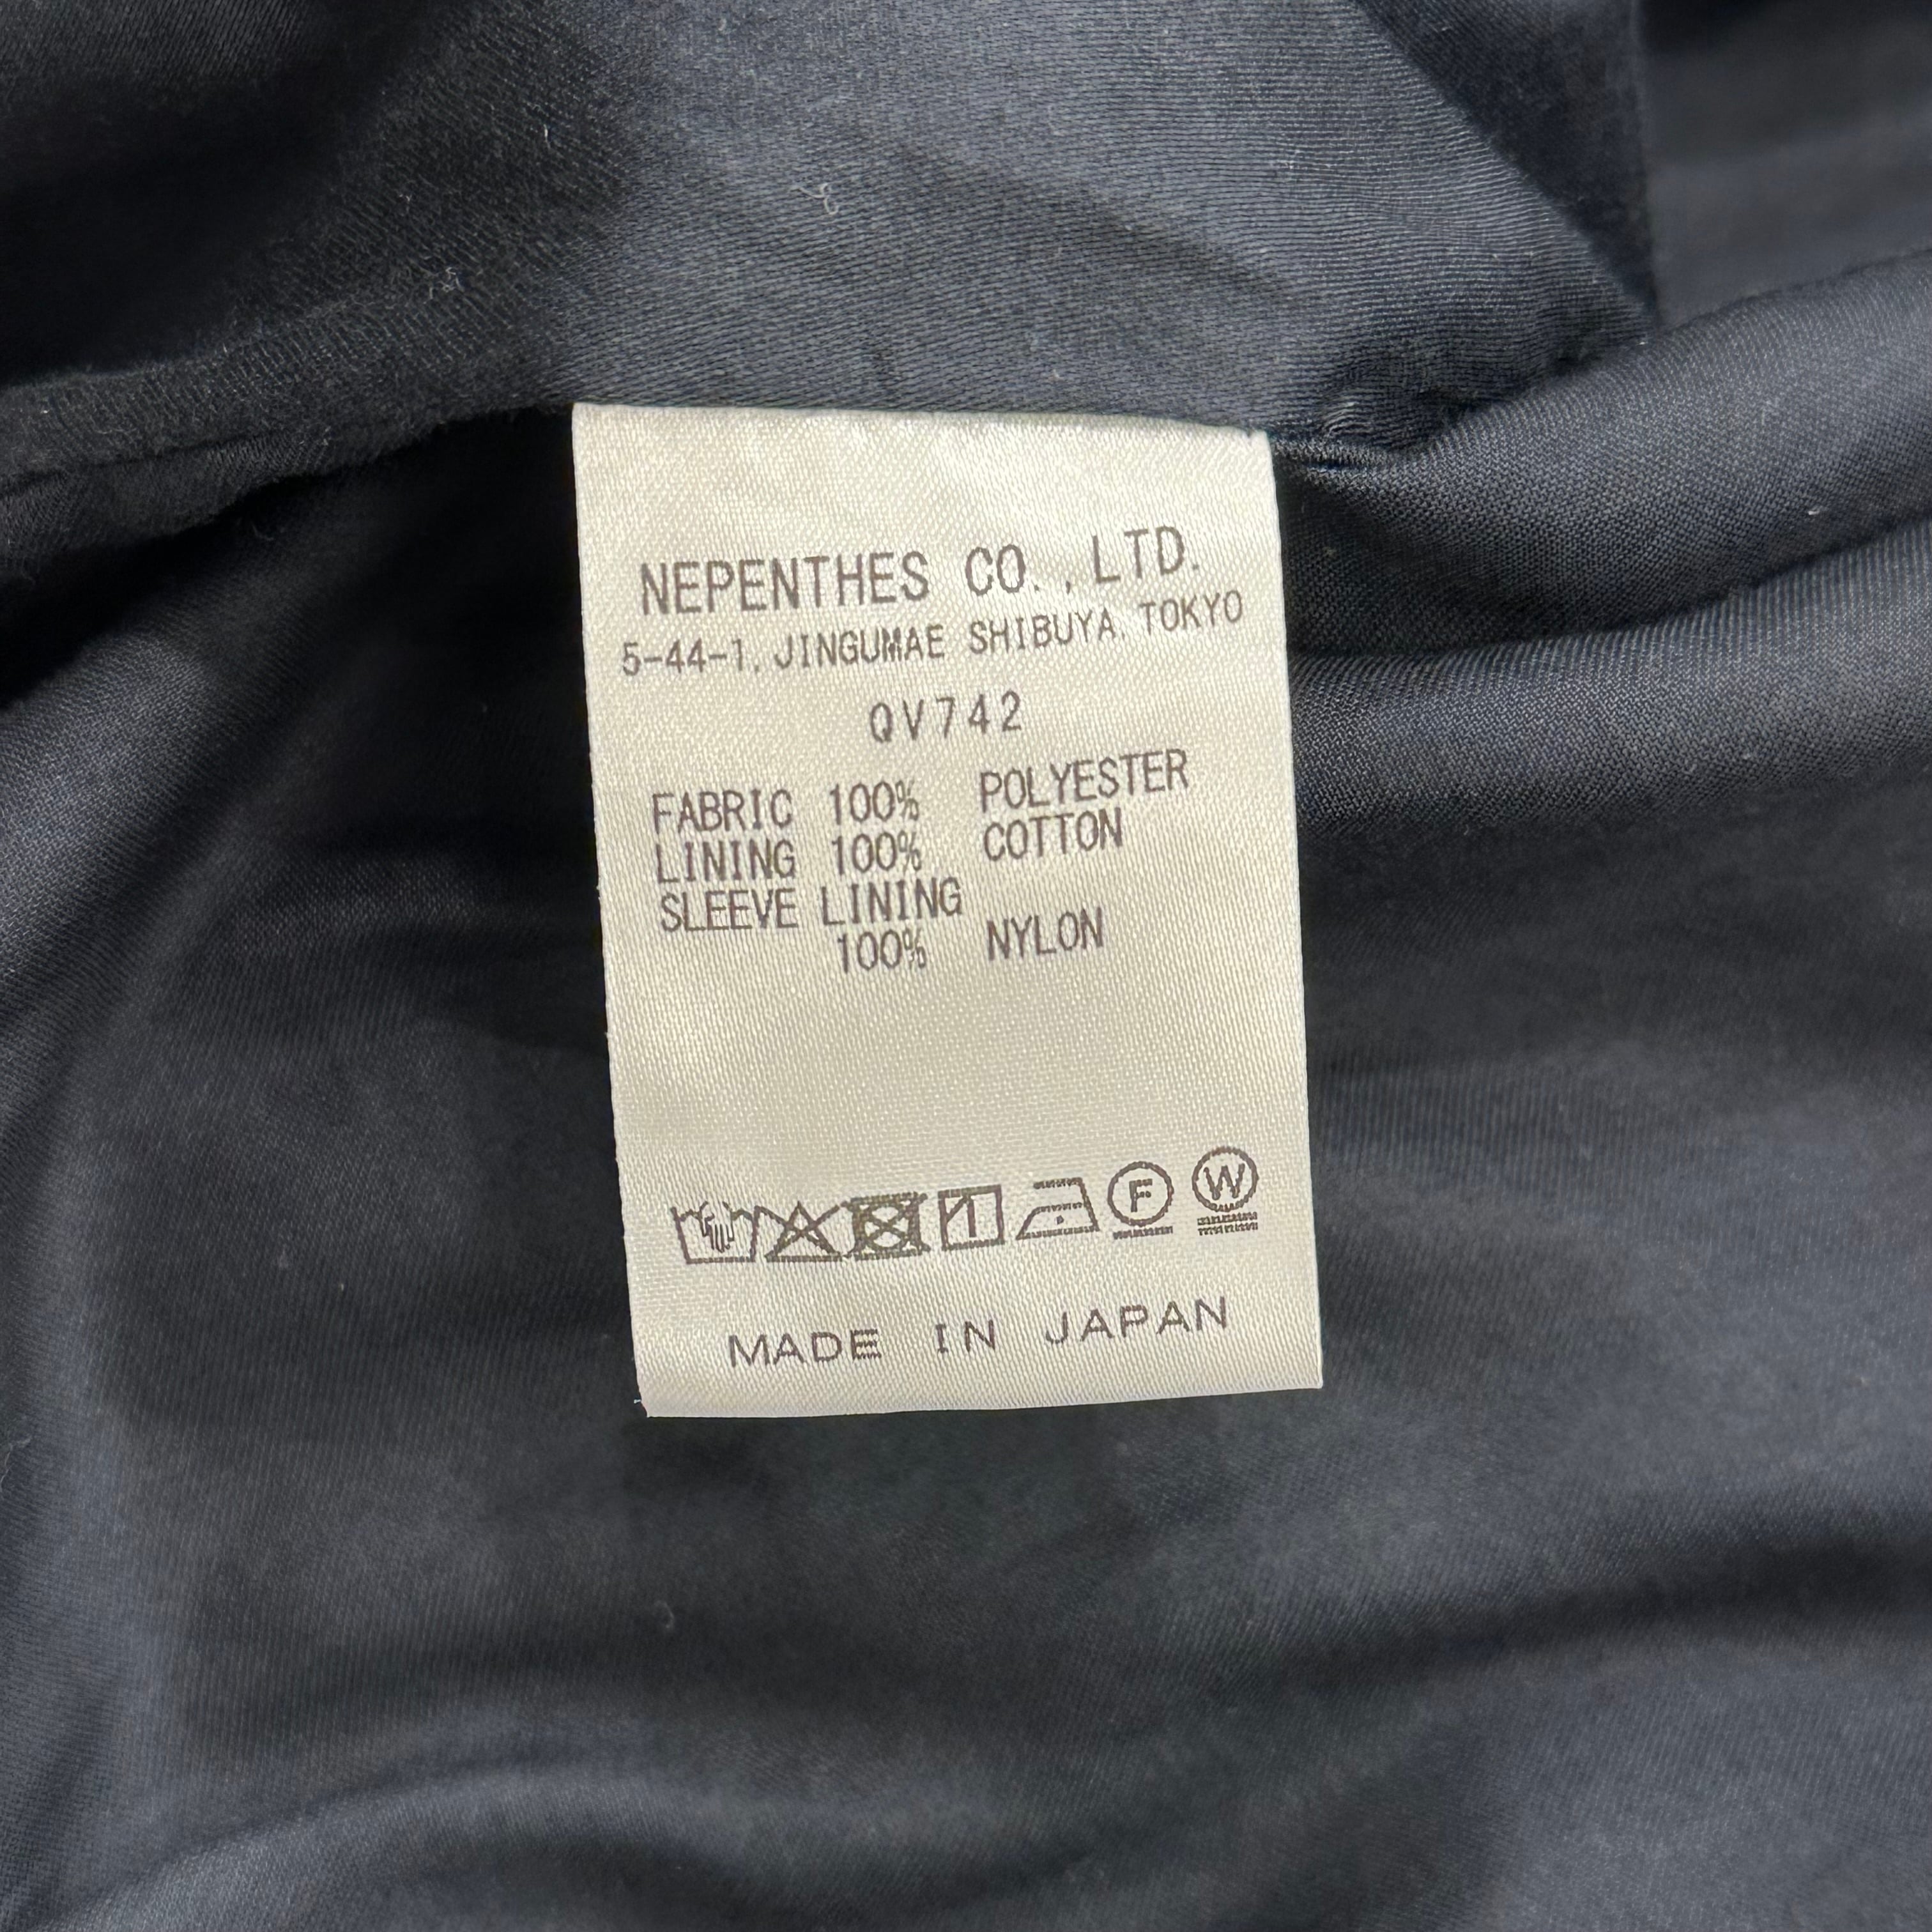 NEPENTHES CO., LTD.
5-44-1, JINGUMAE SHIBUYA, TOKYO
QV742
FABRIC 100% POLYESTER
LINING 100% COTTON
SLEEVE LINING
100% NYLON
F W
MADE IN JAPAN